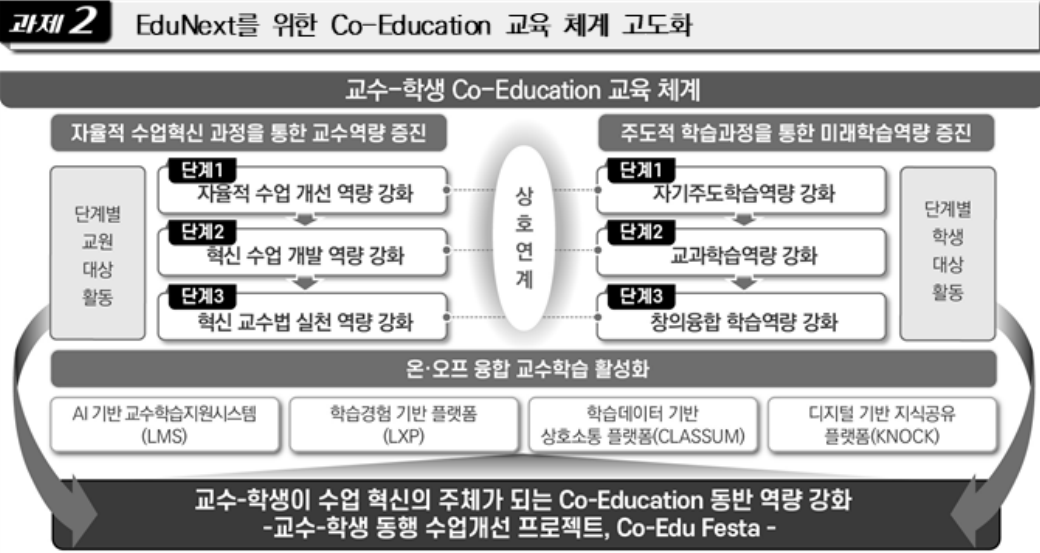 과제 2 EduNext를 위한 Co-Education 교육 체계 고도화
교수-학생 Co-Education 교육 체계
자율적 수업혁신 과정을 통한 교수역량 증진
주도적 학습과정을 통한 미래학습역량 증진
단계별
교원
대상
활동
단계1
자율적 수업 개선 역량 강화
단계2
혁신 수업 개발 역량 강화
단계3
혁신 교수법 실천 역량 강화
상
호
연
계
단계1
자기주도학습역량 강화
단계2
교과학습역량 강화
단계3
창의융합 학습역량 강화
단계별
학생
대상
활동
온·오프 융합 교수학습 활성화
AI 기반 교수학습지원시스템
(LMS)
학습경험 기반 플랫폼
(LXP)
학습데이터 기반
상호소통 플랫폼(CLASSUM)
디지털 기반 지식공유
플랫폼(KNOCK)
교수-학생이 수업 혁신의 주체가 되는 Co-Education 동반 역량 강화
-교수-학생 동행 수업개선 프로젝트, Co-Edu Festa -